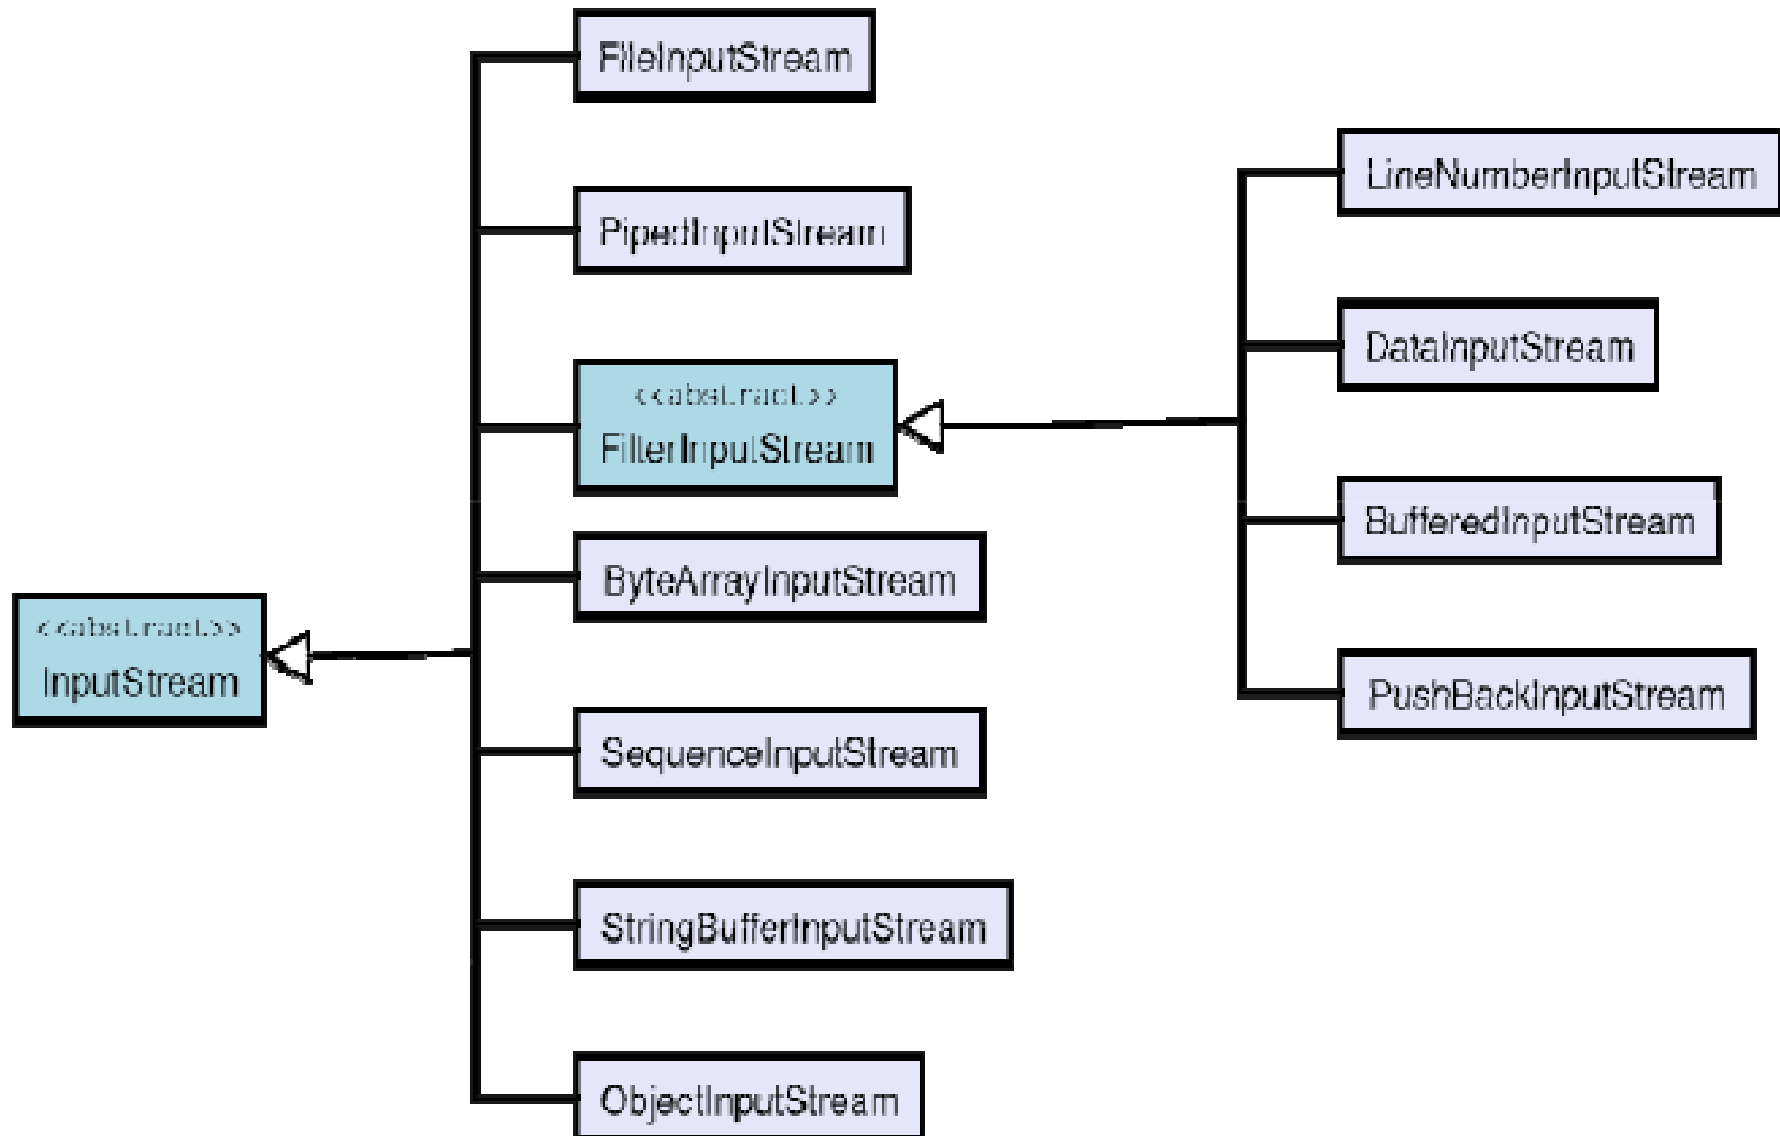 FileInputStream
PipedInputStream
<<abstract>>
FilterInputStream
ByteArrayInputStream
<<abstract>>
InputStream
SequenceInputStream
StringBufferInputStream
ObjectInputStream
LineNumberInputStream
DataInputStream
BufferedInputStream
PushBackInputStream